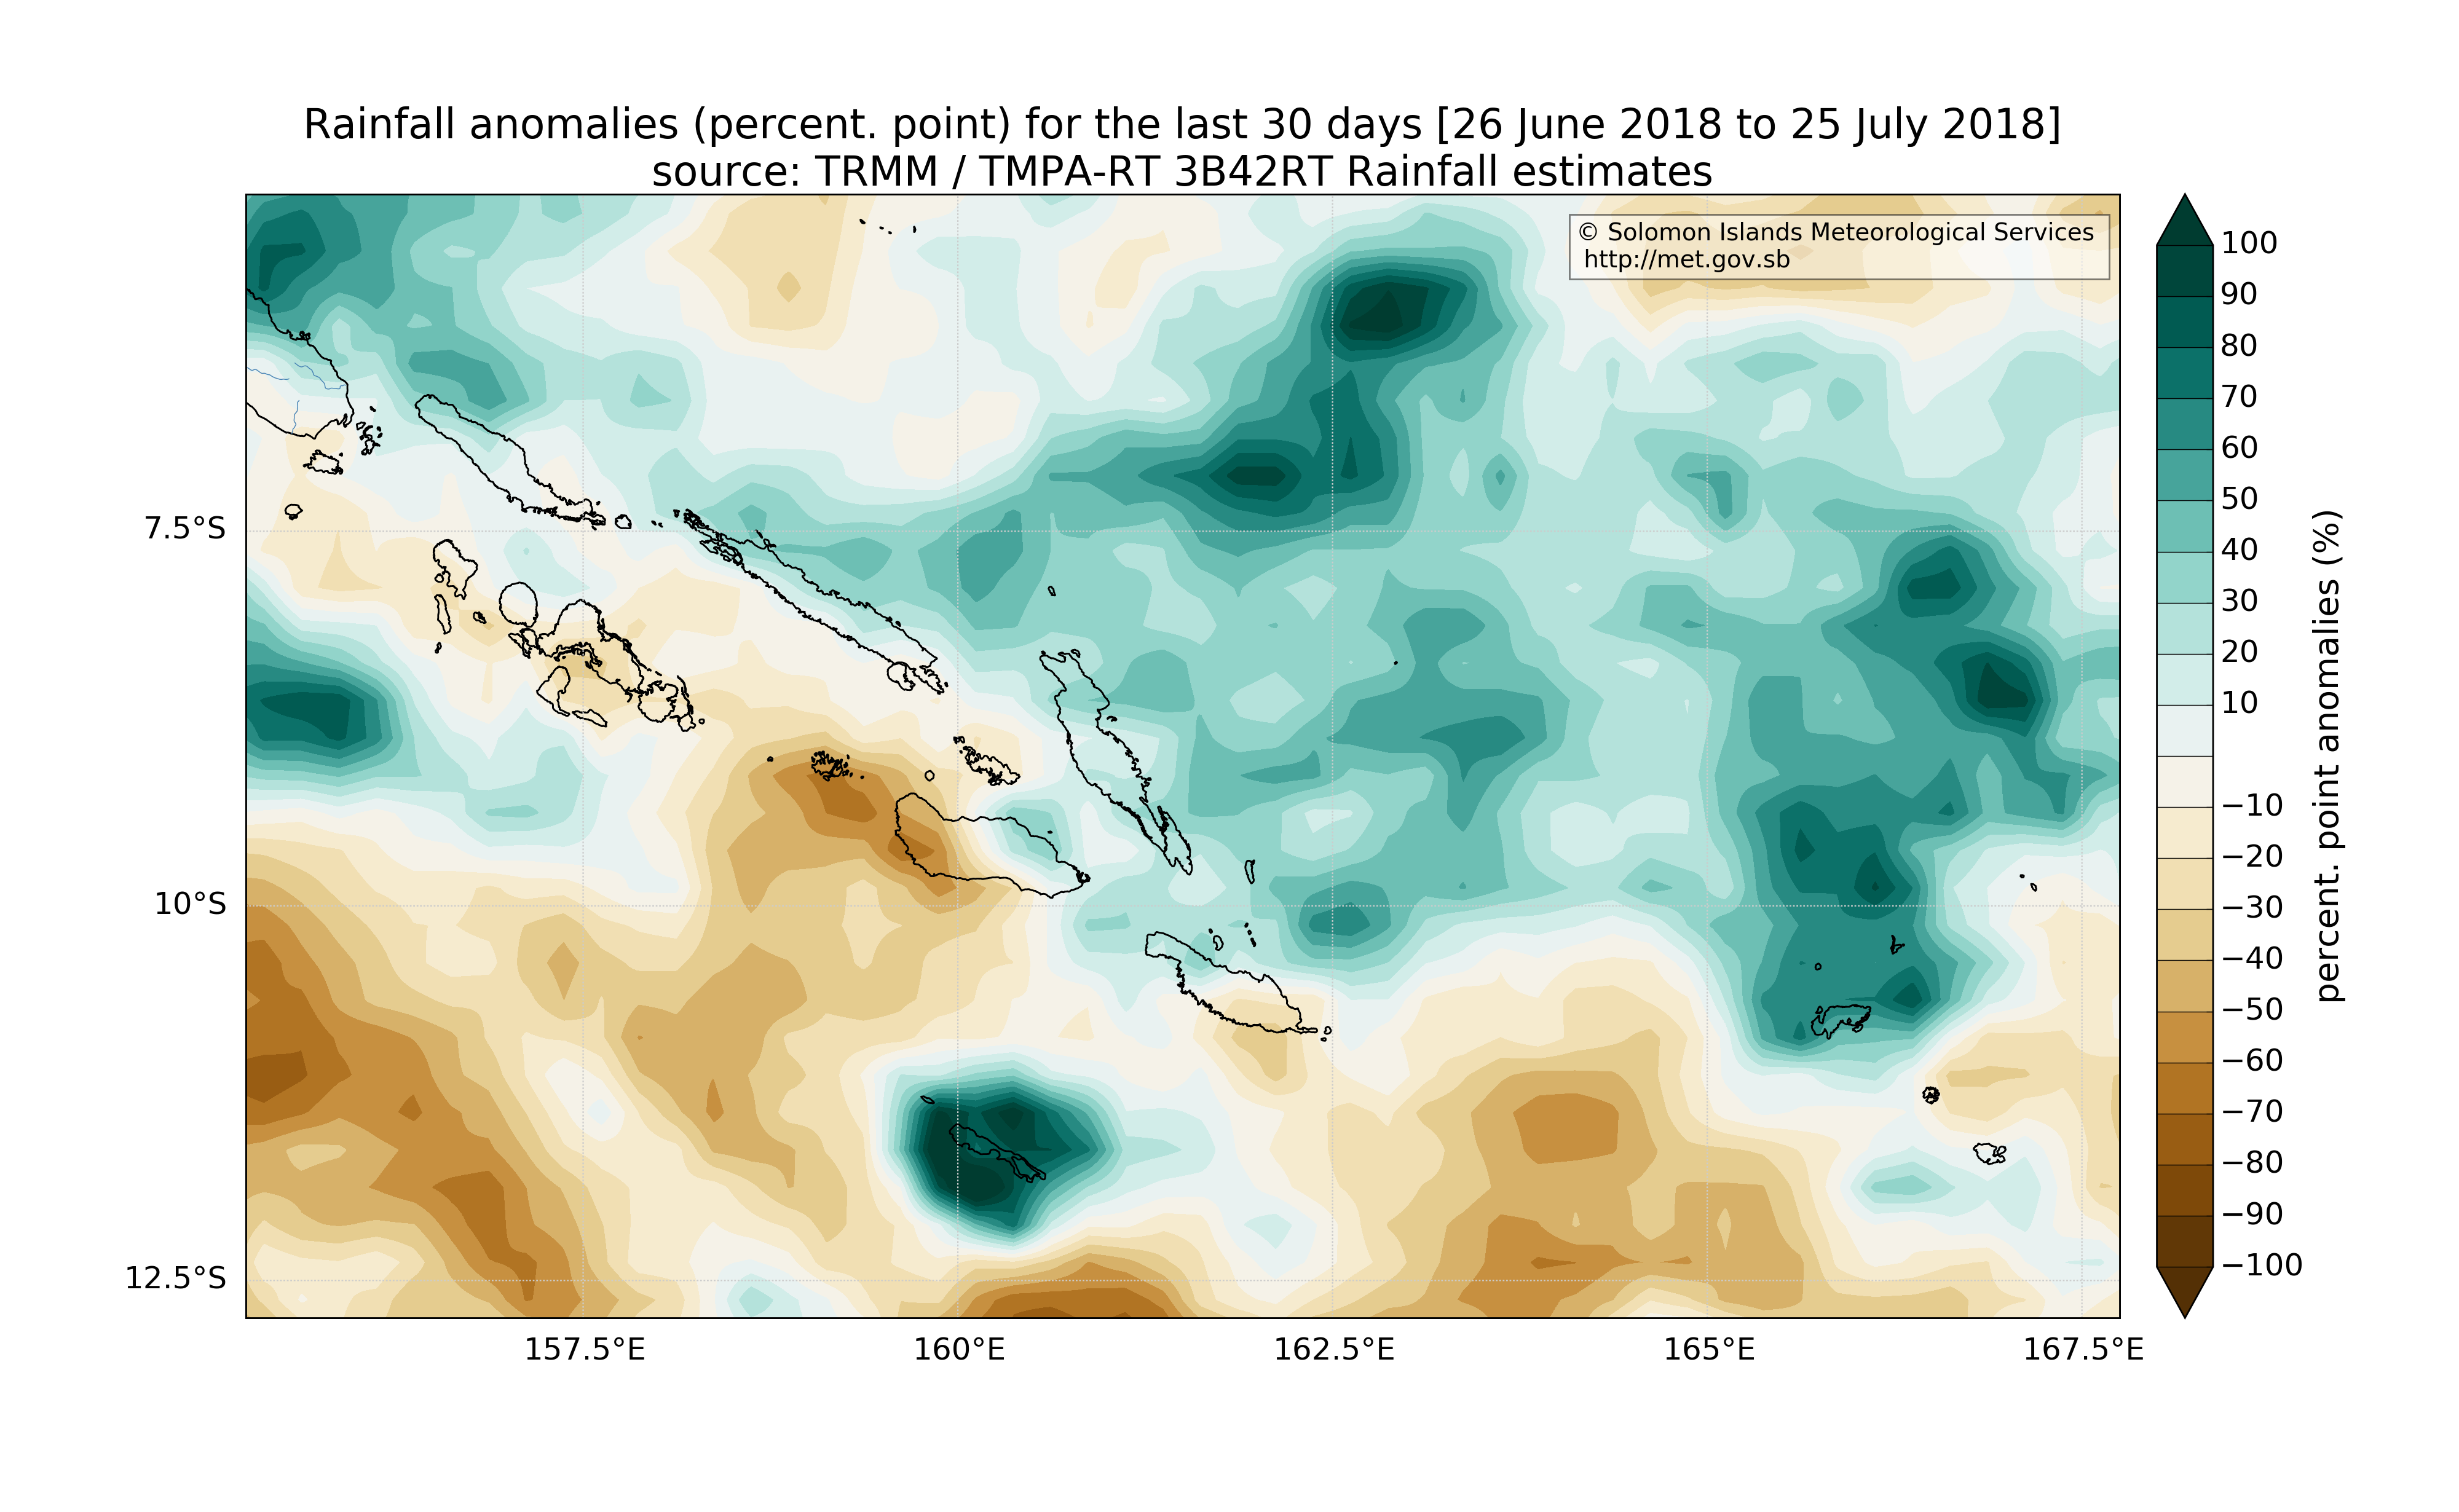 Rainfall anomalies (percent. point) for the last 30 days [26 June 2018 to 25 July 2018]
source: TRMM / TMPA-RT 3B42RT Rainfall estimates
© Solomon Islands Meteorological Services
http://met.gov.sb
7.5°S
10°S
12.5°S
157.5°E
160°E
162.5°E
165°E
167.5°E
100
90
80
70
60
50
40
30
20
10
−10
−20
−30
−40
−50
−60
−70
−80
−90
−100
percent. point anomalies (%)